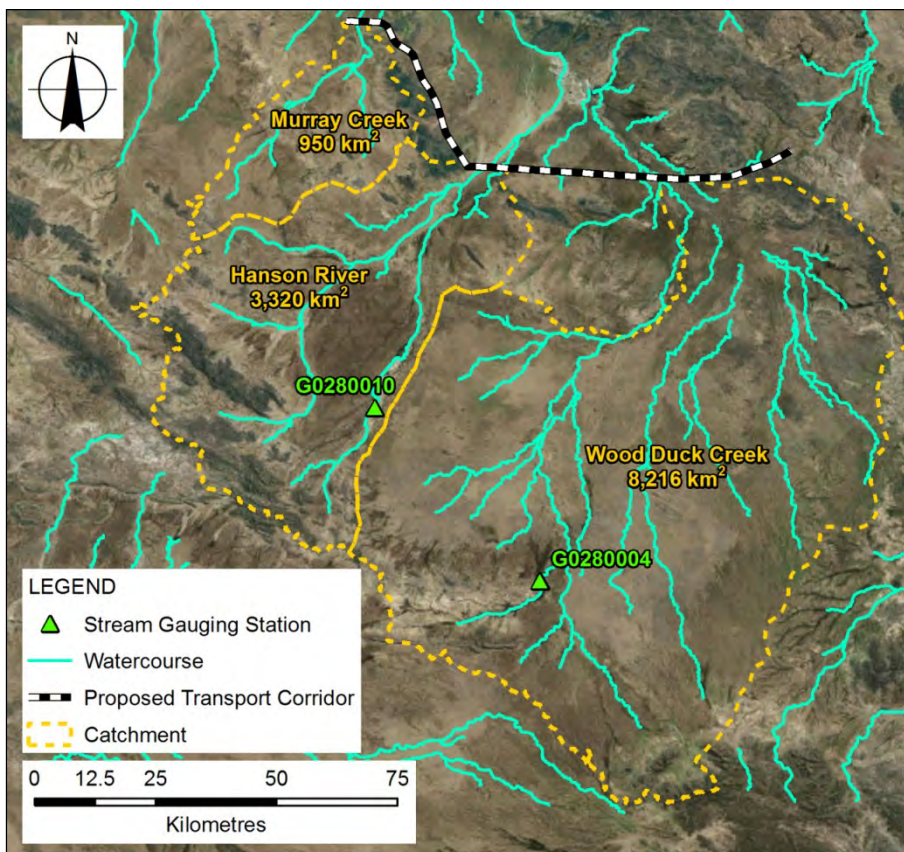 N
Murray Creek
950 km²
Hanson River
3,320 km²
G0280010
Wood Duck Creek
8,216 km²
G0280004
LEGEND
Stream Gauging Station
Watercourse
Proposed Transport Corridor
Catchment
0 12.5 25 50 75
Kilometres